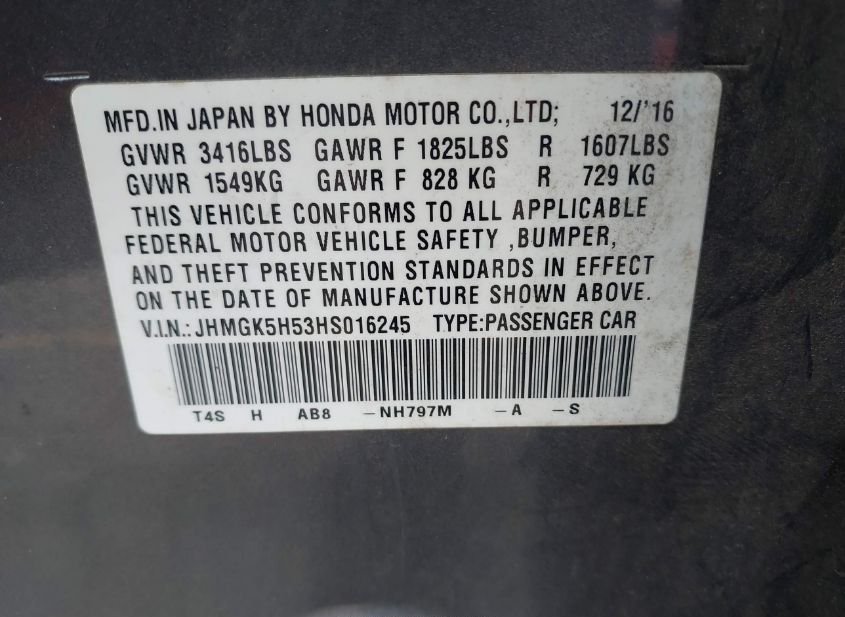 MFD.IN JAPAN BY HONDA MOTOR CO.,LTD; 12/'16
GVWR 3416LBS GAWR F 1825LBS R 1607LBS
GVWR 1549KG GAWR F 828 KG R 729 KG
THIS VEHICLE CONFORMS TO ALL APPLICABLE
FEDERAL MOTOR VEHICLE SAFETY ,BUMPER,
AND THEFT PREVENTION STANDARDS IN EFFECT
ON THE DATE OF MANUFACTURE SHOWN ABOVE.
V.I.N.: JHMGK5H53HS016245 TYPE:PASSENGER CAR
T4S H AB8 -NH797M -A -S